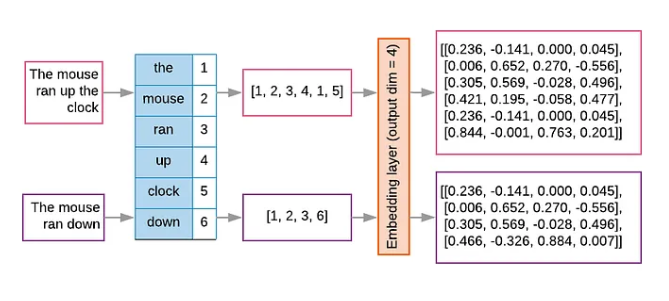 The mouse
ran up the
clock
the 1
mouse 2
ran 3
up 4
clock 5
down 6
[1, 2, 3, 4, 1, 5]
Embedding layer (output dim = 4)
[[0.236, -0.141, 0.000, 0.045],
[0.006, 0.652, 0.270, -0.556],
[0.305, 0.569, -0.028, 0.496],
[0.421, 0.195, -0.058, 0.477],
[0.236, -0.141, 0.000, 0.045],
[0.844, -0.001, 0.763, 0.201]]
The mouse
ran down
[1, 2, 3, 6]
[[0.236, -0.141, 0.000, 0.045],
[0.006, 0.652, 0.270, -0.556],
[0.305, 0.569, -0.028, 0.496],
[0.466, -0.326, 0.884, 0.007]]